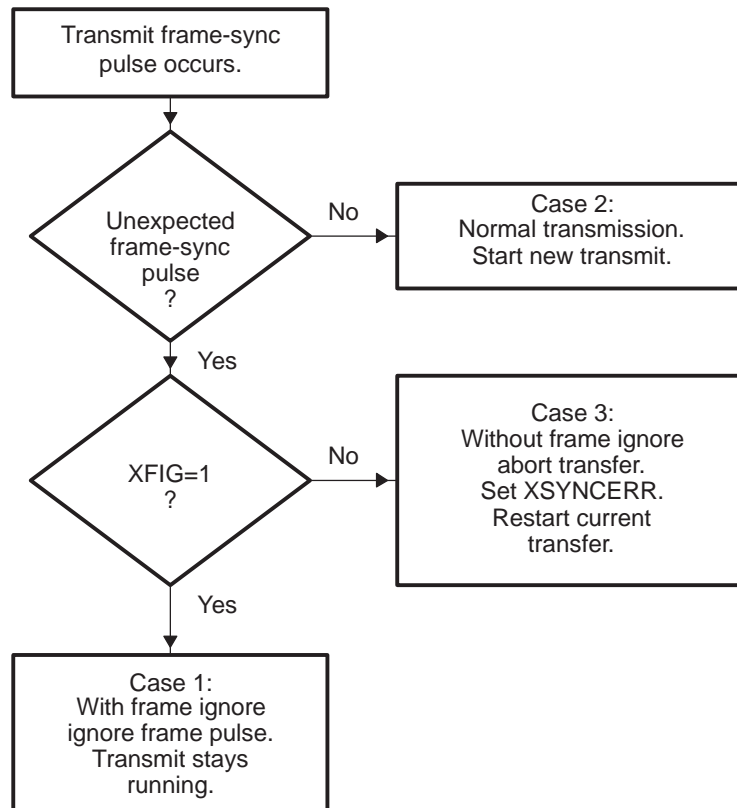 Transmit frame-sync
pulse occurs.
Unexpected
frame-sync
pulse
?
No
Case 2:
Normal transmission.
Start new transmit.
Yes
XFIG=1
?
No
Case 3:
Without frame ignore
abort transfer.
Set XSYNCERR.
Restart current
transfer.
Yes
Case 1:
With frame ignore
ignore frame pulse.
Transmit stays
running.